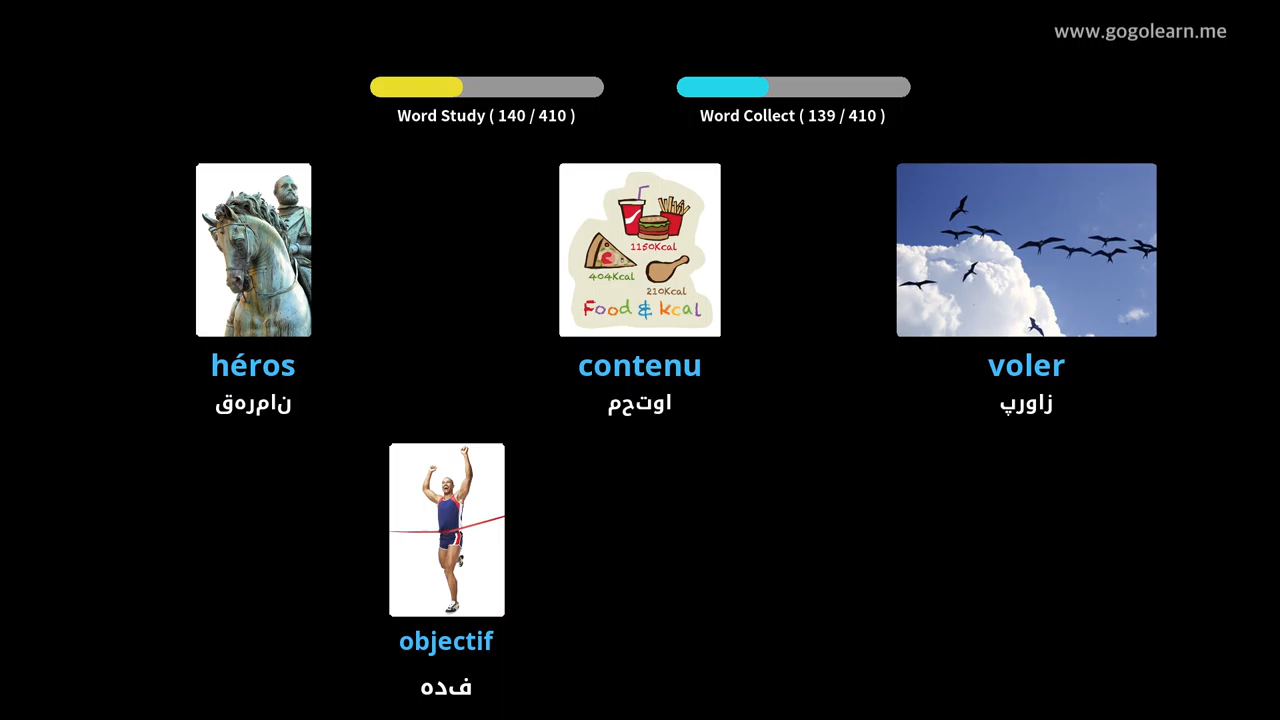 www.gogolearn.me
Word Study ( 140 / 410 )
Word Collect ( 139 / 410 )
1150Kcal
404Kcal
210Kcal
Food & kcal
héros
قهرمان
contenu
محتوا
voler
پرواز
objectif
هدف